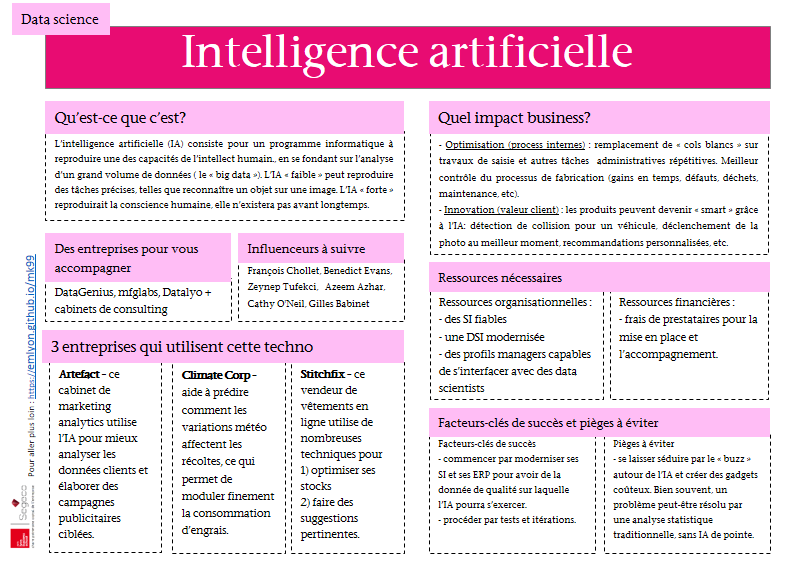 Data science
Intelligence artificielle
Qu'est-ce que c'est?
L'intelligence artificielle (IA) consiste pour un programme informatique à
reproduire une des capacités de l'intellect humain., en se fondant sur l'analyse
d'un grand volume de données ( le « big data »). L'IA « faible » peut reproduire
des tâches précises, telles que reconnaître un objet sur une image. L'IA « forte »
reproduirait la conscience humaine, elle n'existera pas avant longtemps.
Des entreprises pour vous
accompagner
DataGenius, mfglabs, Datalyo +
cabinets de consulting
Influenceurs à suivre
François Chollet, Benedict Evans,
Zeynep Tufekci, Azeem Azhar,
Cathy O'Neil, Gilles Babinet
3 entreprises qui utilisent cette techno
Artefact – ce
cabinet de
marketing
analytics utilise
l'IA pour mieux
analyser les
données clients et
élaborer des
campagnes
publicitaires
ciblées.
Climate Corp –
aide à prédire
comment les
variations météo
affectent les
récoltes, ce qui
permet de
moduler finement
la consommation
d'engrais.
Stitchfix – ce
vendeur de
vêtements en
ligne utilise de
nombreuses
techniques pour
1) optimiser ses
stocks
2) faire des
suggestions
pertinentes.
Quel impact business?
- Optimisation (process internes) : remplacement de « cols blancs » sur
travaux de saisie et autres tâches administratives répétitives. Meilleur
contrôle du processus de fabrication (gains en temps, défauts, déchets,
maintenance, etc).
- Innovation (valeur client) : les produits peuvent devenir « smart » grâce
à l'IA: détection de collision pour un véhicule, déclenchement de la
photo au meilleur moment, recommandations personnalisées, etc.
Ressources nécessaires
Ressources organisationnelles :
- des SI fiables
- une DSI modernisée
- des profils managers capables
de s'interfacer avec des data
scientists
Ressources financières :
- frais de prestataires pour la
mise en place et
l'accompagnement.
Facteurs-clés de succès et pièges à éviter
Facteurs-clés de succès
- commencer par moderniser ses
SI et ses ERP pour avoir de la
donnée de qualité sur laquelle
l'IA pourra s'exercer.
- procéder par tests et itérations.
Pièges à éviter
- se laisser séduire par le « buzz »
autour de l'IA et créer des gadgets
coûteux. Bien souvent, un
problème peut-être résolu par
une analyse statistique
traditionnelle, sans IA de pointe.
Pour aller plus loin : https://emlyon.github.io/mk99
Segeco